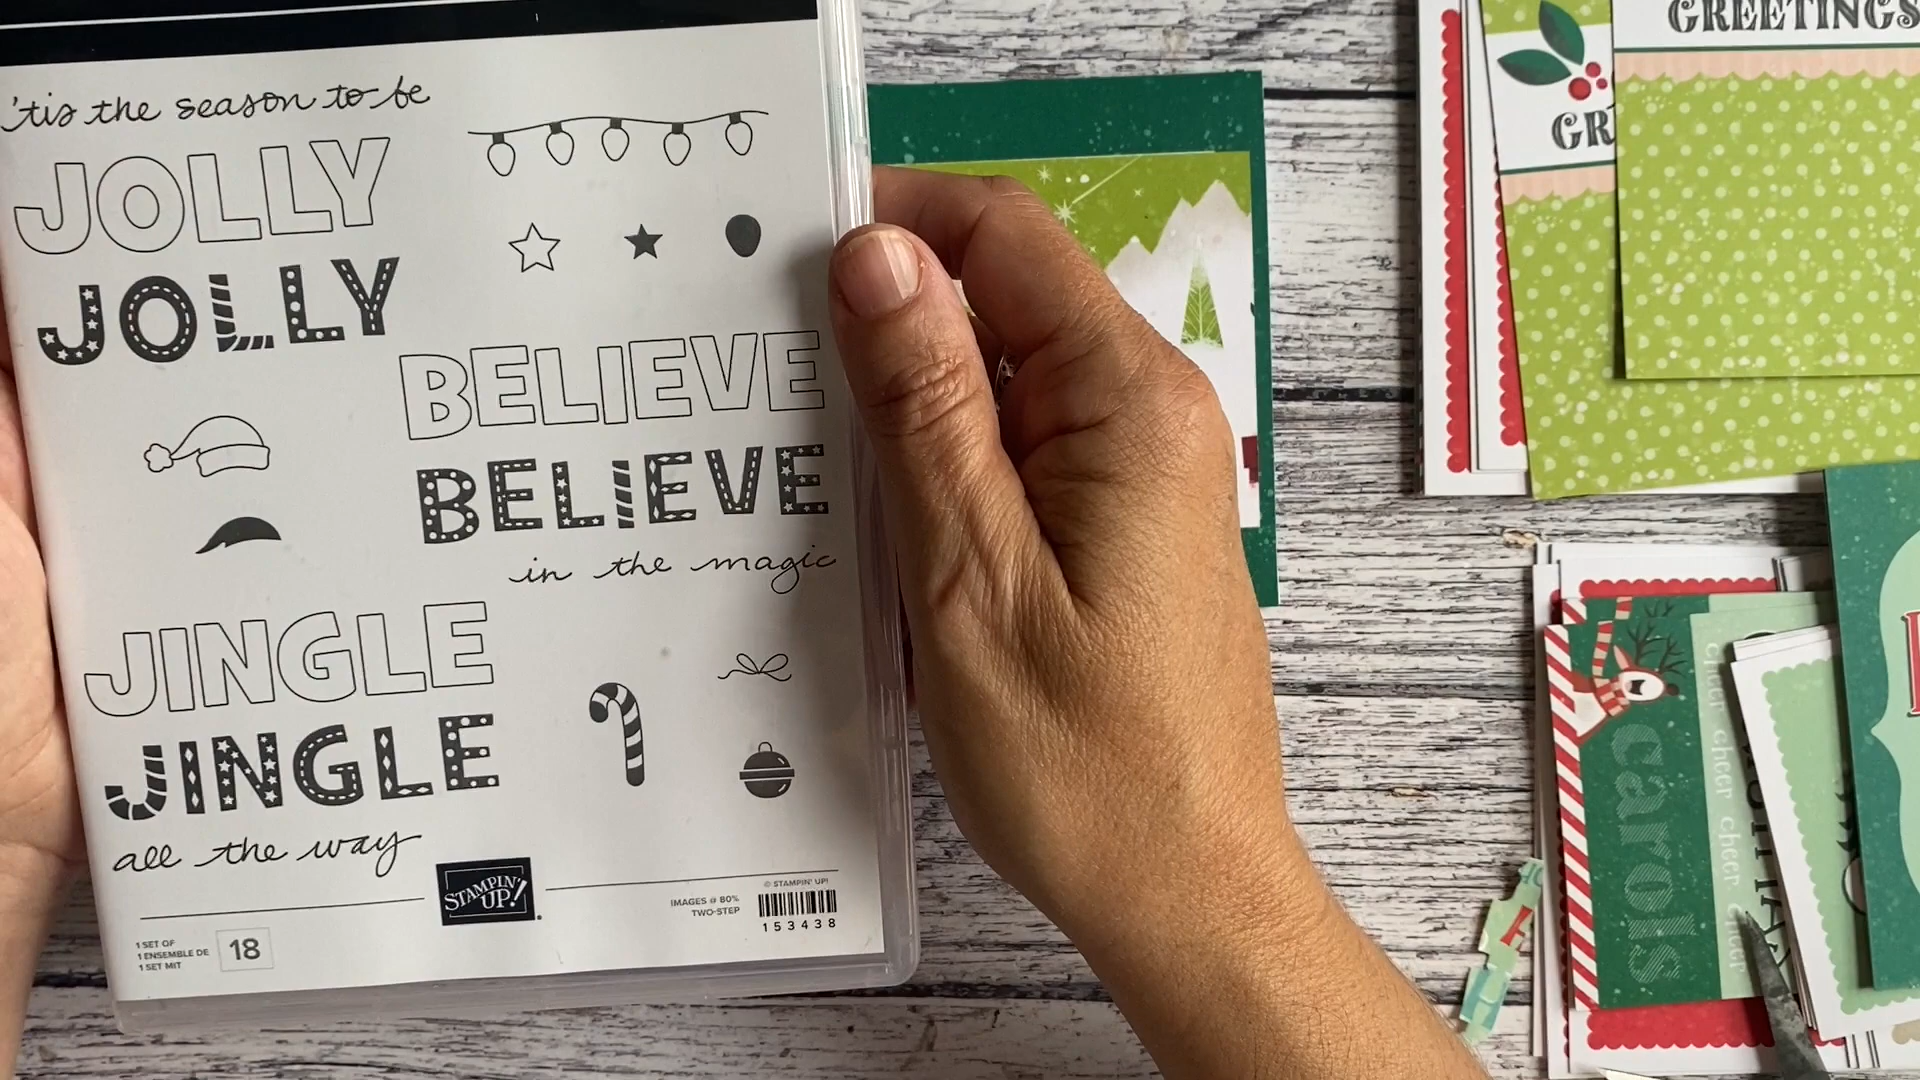 'tis the season to be
JOLLY
JOLLY
BELIEVE
BELIEVE
in the magic
JINGLE
JINGLE
all the way
STAMPIN' UP!
1 SET OF
1 ENSEMBLE DE
1 SET MIT
18
IMAGES @ 80%
TWO-STEP
© STAMPIN' UP!
153438
GREETINGS
GR
carols
cheer cheer cheer cheer